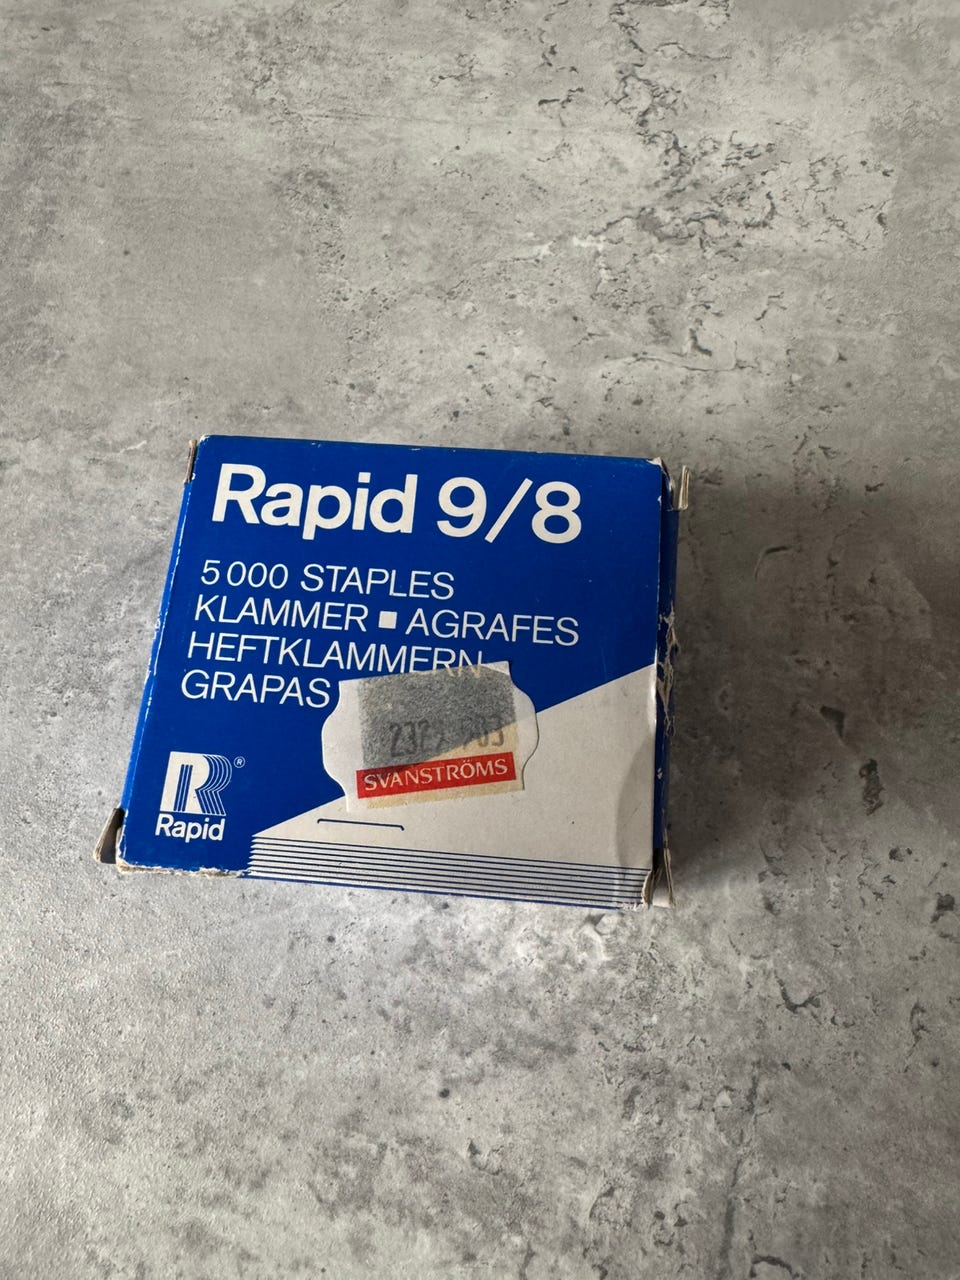 Rapid 9/8
5000 STAPLES
KLAMMER ■ AGRAFES
HEFTKLAMMERN
GRAPAS
SVANSTRÖMS
R®
Rapid